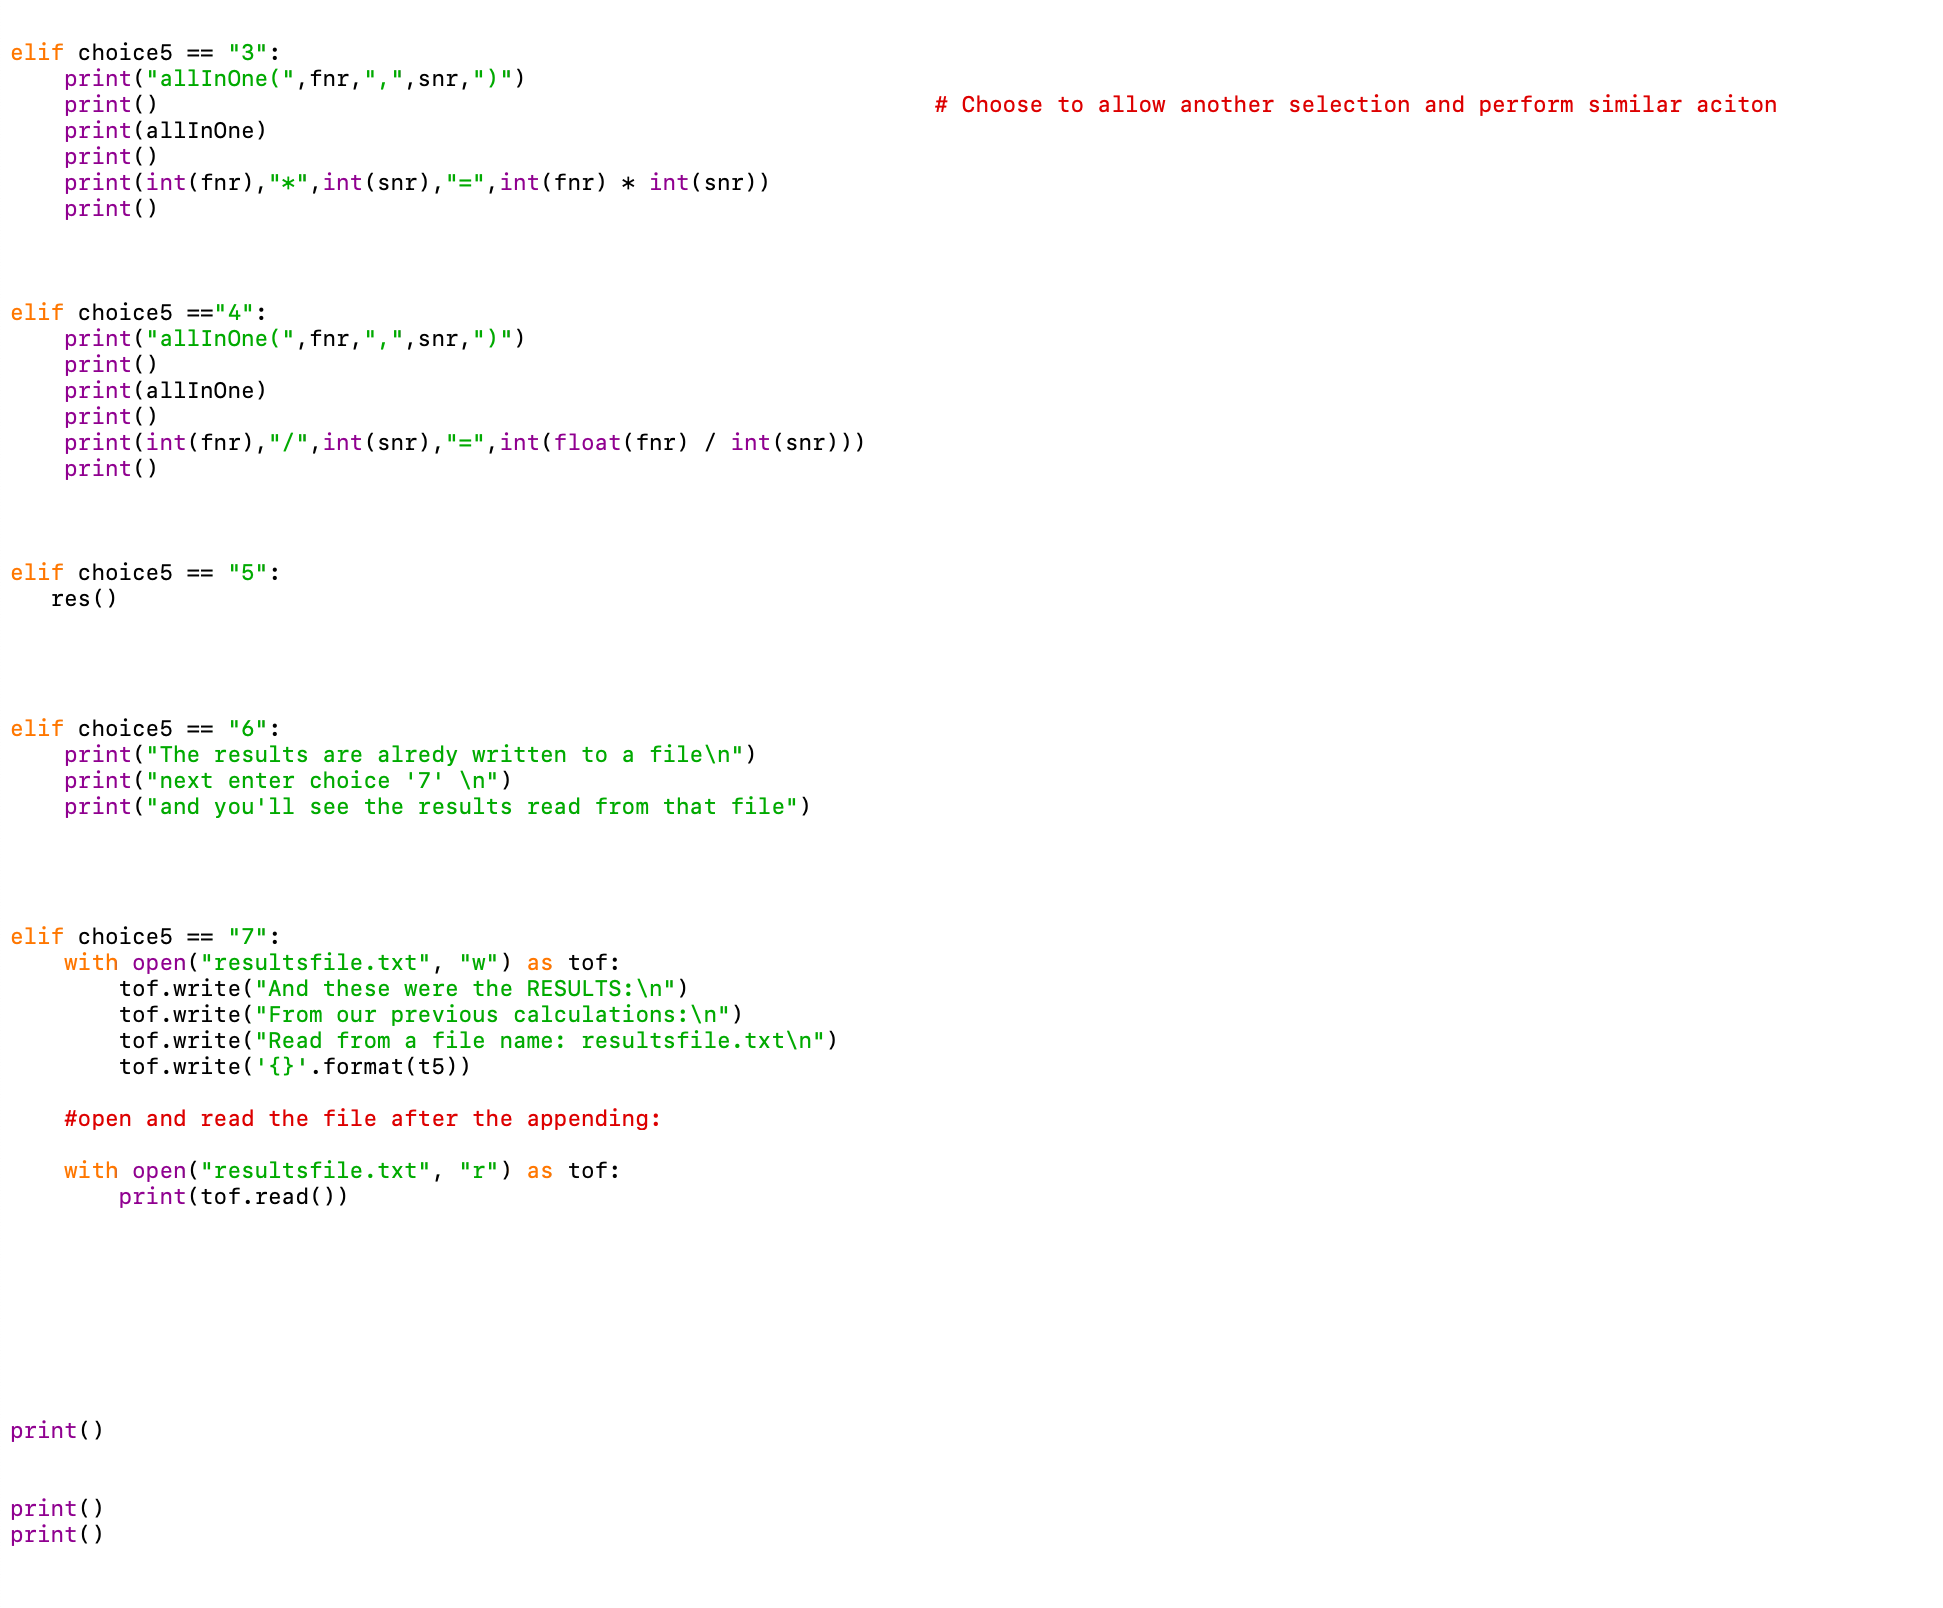 elif choice5 == "3":
    print("allInOne(",fnr,",",snr,")")
    print()                                                         # Choose to allow another selection and perform similar aciton
    print(allInOne)
    print()
    print(int(fnr),"*",int(snr),"=",int(fnr) * int(snr))
    print()
elif choice5 =="4":
    print("allInOne(",fnr,",",snr,")")
    print()
    print(allInOne)
    print()
    print(int(fnr),"/",int(snr),"=",int(float(fnr) / int(snr)))
    print()
elif choice5 == "5":
   res()
elif choice5 == "6":
    print("The results are alredy written to a file\n")
    print("next enter choice '7' \n")
    print("and you'll see the results read from that file")
elif choice5 == "7":
    with open("resultsfile.txt", "w") as tof:
        tof.write("And these were the RESULTS:\n")
        tof.write("From our previous calculations:\n")
        tof.write("Read from a file name: resultsfile.txt\n")
        tof.write('{}'.format(t5))
    #open and read the file after the appending:
    with open("resultsfile.txt", "r") as tof:
        print(tof.read())
print()
print()
print()